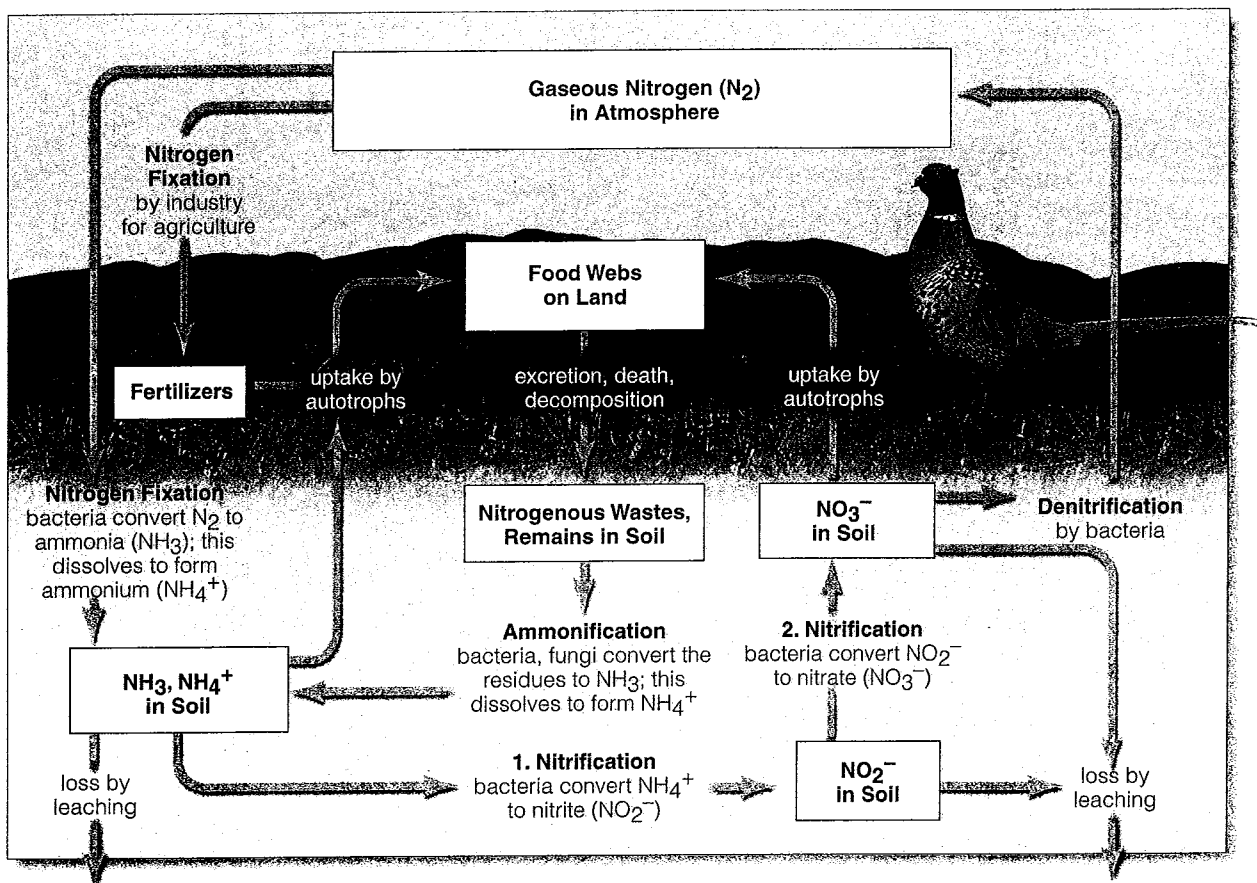 Gaseous Nitrogen (N₂)
in Atmosphere
Nitrogen
Fixation
by industry
for agriculture
Food Webs
on Land
Fertilizers
uptake by
autotrophs
excretion, death,
decomposition
uptake by
autotrophs
Nitrogen Fixation
bacteria convert N₂ to
ammonia (NH₃); this
dissolves to form
ammonium (NH₄⁺)
Nitrogenous Wastes,
Remains in Soil
NO₃⁻
in Soil
Denitrification
by bacteria
Ammonification
bacteria, fungi convert the
residues to NH₃; this
dissolves to form NH₄⁺
2. Nitrification
bacteria convert NO₂⁻
to nitrate (NO₃⁻)
NH₃, NH₄⁺
in Soil
loss by
leaching
1. Nitrification
bacteria convert NH₄⁺
to nitrite (NO₂⁻)
NO₂⁻
in Soil
loss by
leaching